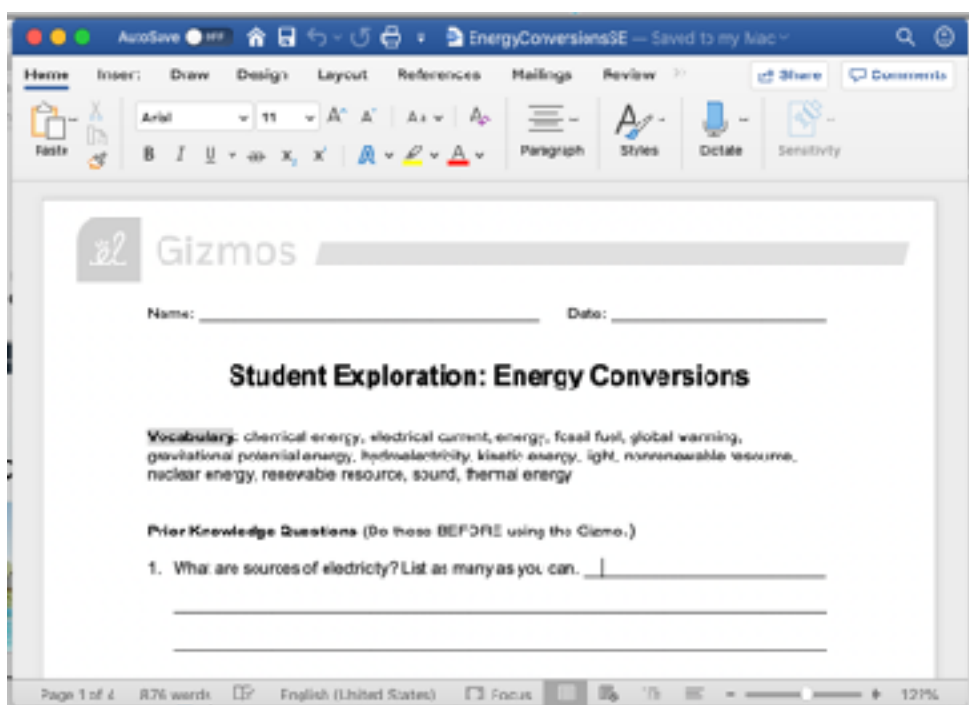 AutoSave OFF EnergyConversionsSE — Saved to my Mac
Home Insert Draw Design Layout References Mailings Review Share Comments
Paste Arial 11 Paragraph Styles Dictate Sensitivity
Gizmos
Name: Date:
Student Exploration: Energy Conversions
Vocabulary: chemical energy, electrical current, energy, fossil fuel, global warming,
gravitational potential energy, hydroelectricity, kinetic energy, light, nonrenewable resource,
nuclear energy, renewable resource, sound, thermal energy
Prior Knowledge Questions (Do these BEFORE using the Gizmo.)
1. What are sources of electricity? List as many as you can.
Page 1 of 4 876 words English (United States) Focus 121%